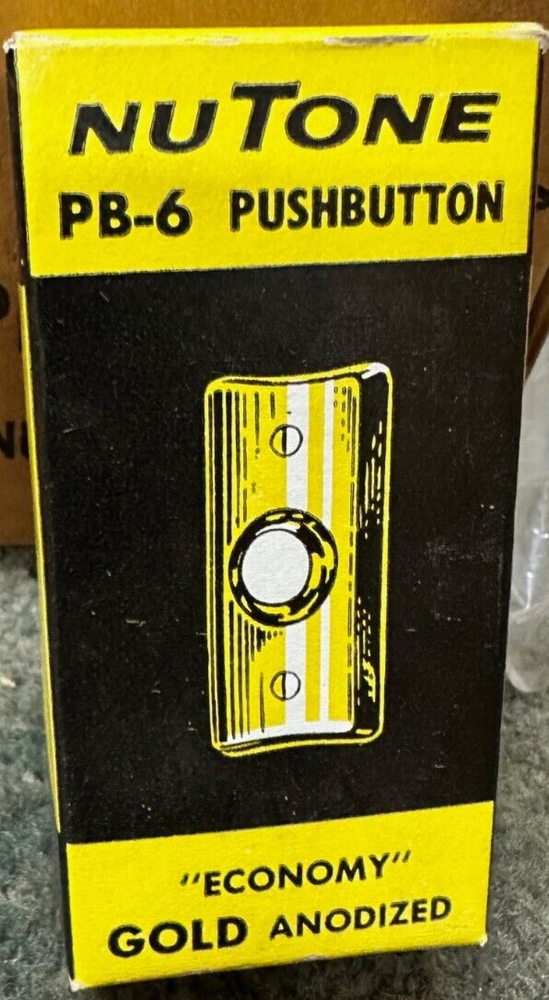 NUTONE
PB-6 PUSHBUTTON
"ECONOMY"
GOLD ANODIZED